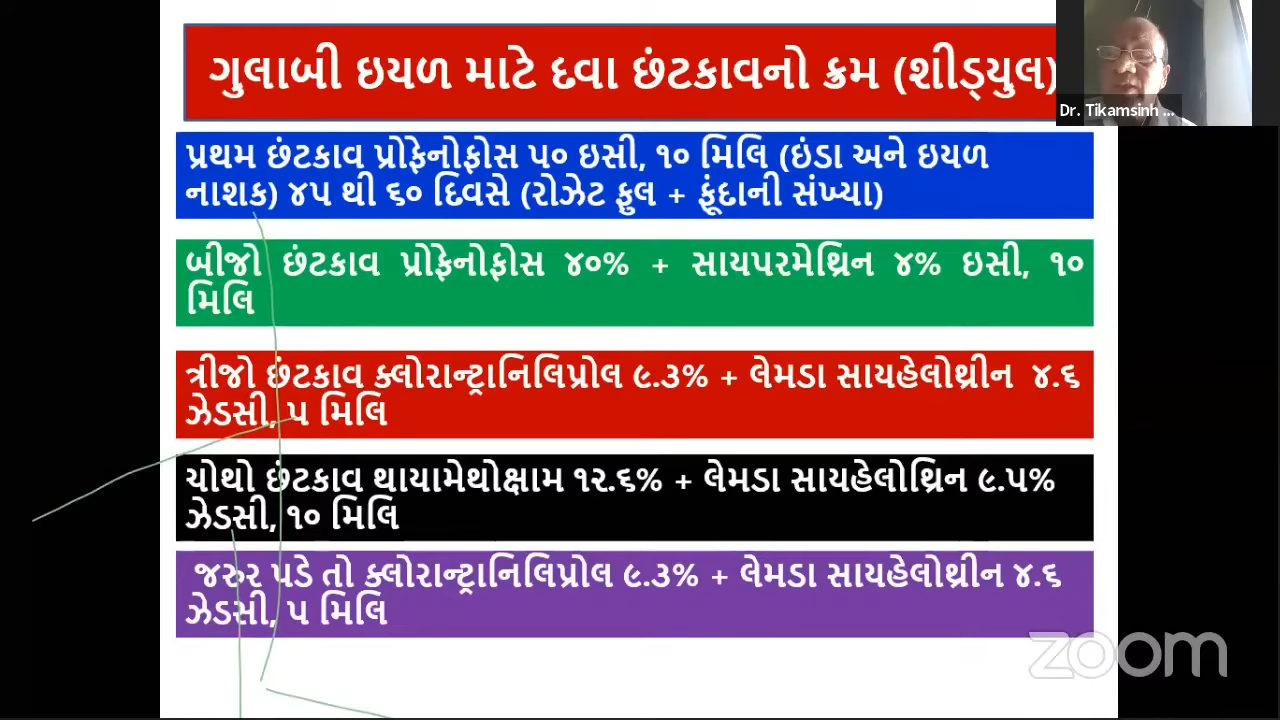 ગુલાબી ઇયળ માટે દવા છંટકાવનો ક્રમ (શીડ્યુલ)
Dr. Tikamsinh ...
પ્રથમ છંટકાવ પ્રોફેનોફોસ ૫૦ ઇસી, ૧૦ મિલિ (ઇંડા અને ઇયળ
નાશક) ૪૫ થી ૬૦ દિવસે (રોઝેટ ફુલ + ફૂંદાની સંખ્યા)
બીજો છંટકાવ પ્રોફેનોફોસ ૪૦% + સાયપરમેથ્રિન ૪% ઇસી, ૧૦
મિલિ
ત્રીજો છંટકાવ ક્લોરાન્ટ્રાનિલિપ્રોલ ૯.૩% + લેમડા સાયહેલોથ્રીન ૪.૬
ઝેડસી, ૫ મિલિ
ચોથો છંટકાવ થાયામેથોક્ષામ ૧૨.૬% + લેમડા સાયહેલોથ્રિન ૯.૫%
ઝેડસી, ૧૦ મિલિ
જરુર પડે તો ક્લોરાન્ટ્રાનિલિપ્રોલ ૯.૩% + લેમડા સાયહેલોથ્રીન ૪.૬
ઝેડસી, ૫ મિલિ
zoom